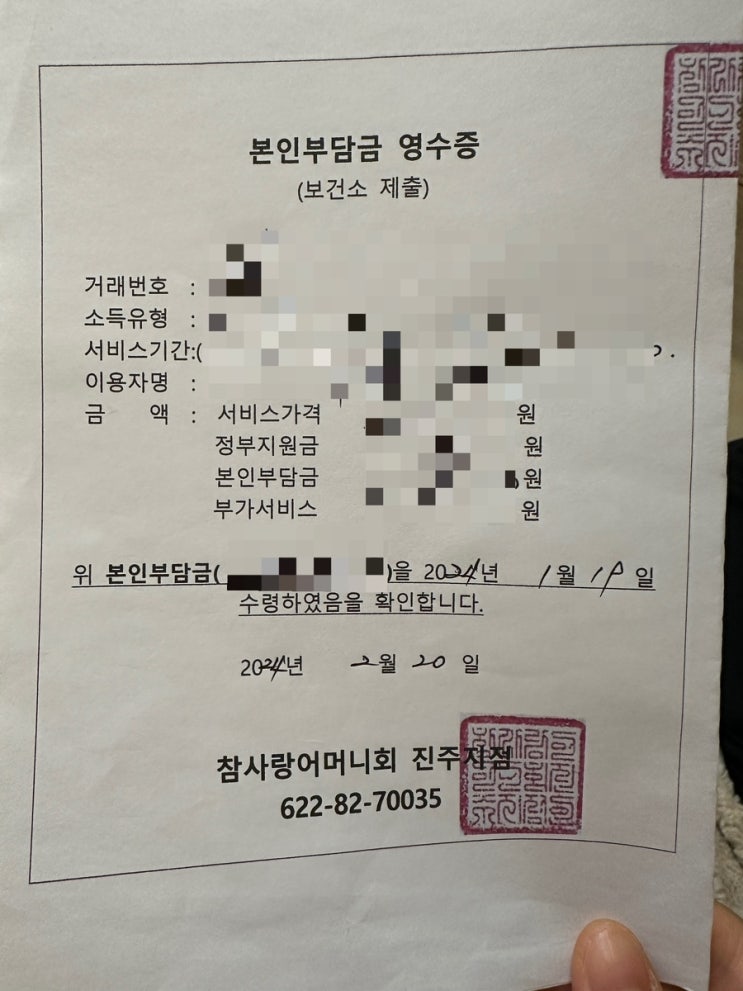 본인부담금 영수증
(보건소 제출)
거래번호 :
소득유형 :
서비스기간:(
이용자명 :
금 액 : 서비스가격 원
정부지원금 원
본인부담금 원
부가서비스 원
위 본인부담금( )을 2024년 1월 19일
수령하였음을 확인합니다.
2024년 2월 20일
참사랑어머니회 진주지점
622-82-70035